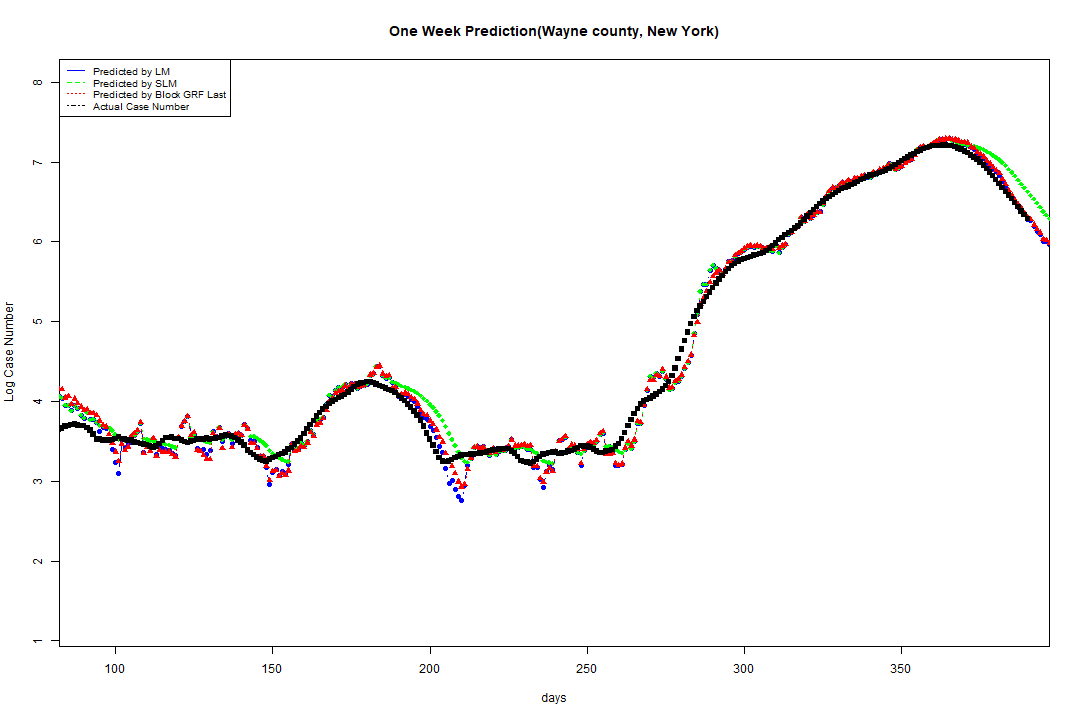 One Week Prediction(Wayne county, New York)
Predicted by LM
Predicted by SLM
Predicted by Block GRF Last
Actual Case Number
8
7
6
5
4
3
2
1
Log Case Number
100 150 200 250 300 350
days